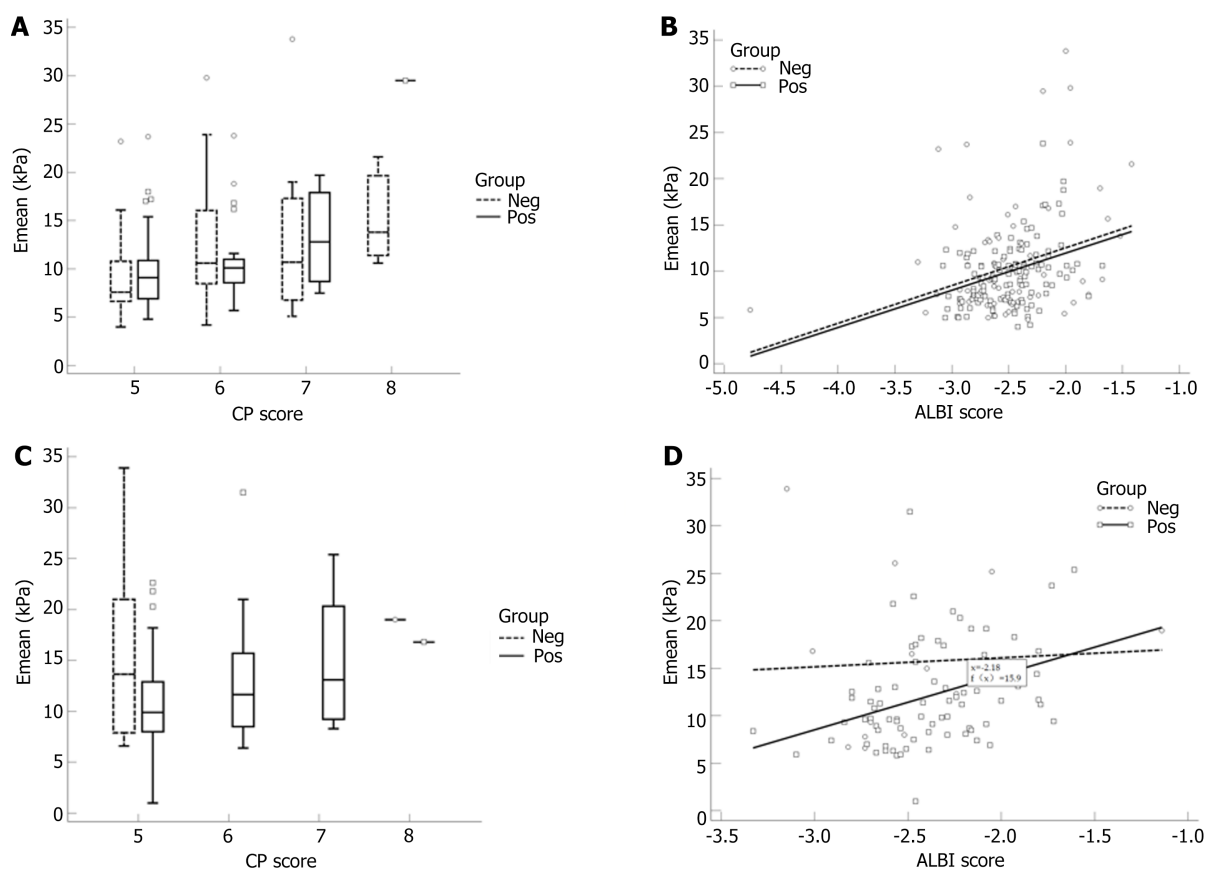 A
35
30
25
20
15
10
5
0
Emean (kPa)
5 6 7 8
CP score
Group
Neg
Pos
B
35
30
25
20
15
10
5
0
Emean (kPa)
Group
Neg
Pos
-5.0 -4.5 -4.0 -3.5 -3.0 -2.5 -2.0 -1.5 -1.0
ALBI score
C
35
30
25
20
15
10
5
0
Emean (kPa)
5 6 7 8
CP score
Group
Neg
Pos
D
35
30
25
20
15
10
5
0
Emean (kPa)
Group
Neg
Pos
x=-2.18
f（x）=15.9
-3.5 -3.0 -2.5 -2.0 -1.5 -1.0
ALBI score